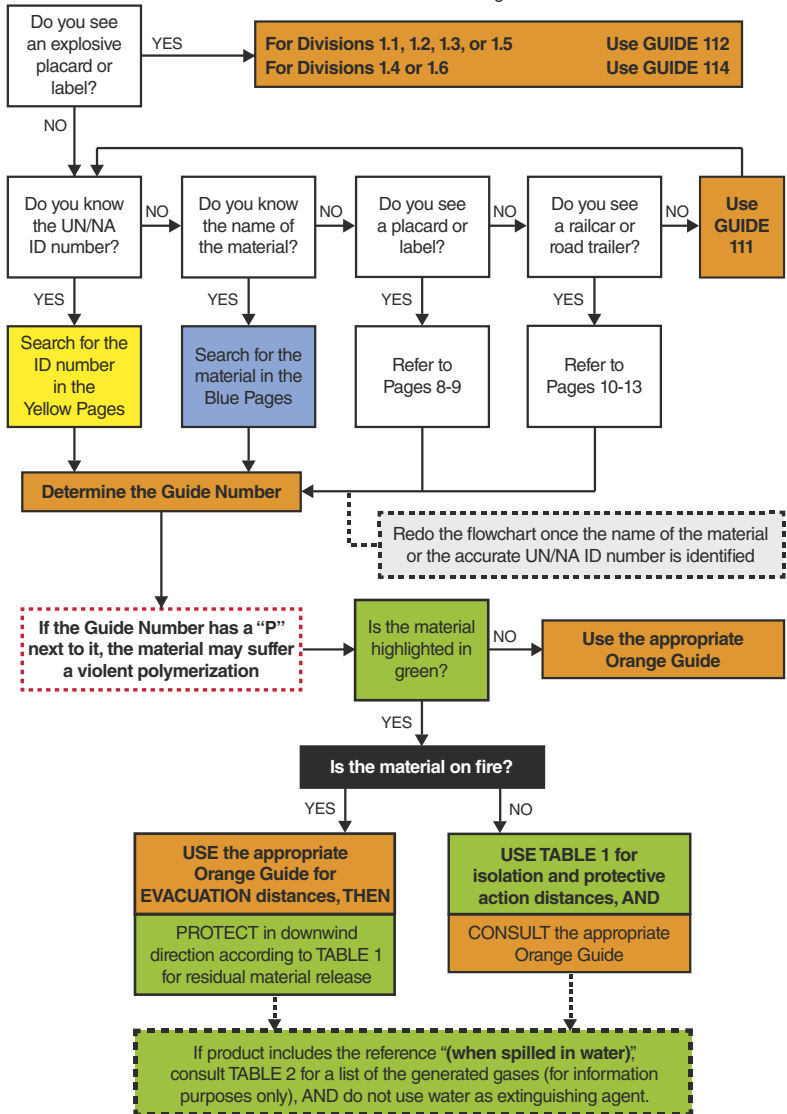 Do you see
an explosive
placard or
label?
YES
For Divisions 1.1, 1.2, 1.3, or 1.5 Use GUIDE 112
For Divisions 1.4 or 1.6 Use GUIDE 114
NO
Do you know
the UN/NA
ID number?
NO
Do you know
the name of
the material?
NO
Do you see
a placard or
label?
NO
Do you see
a railcar or
road trailer?
NO
Use
GUIDE
111
YES
YES
YES
YES
Search for the
ID number
in the
Yellow Pages
Search for the
material in the
Blue Pages
Refer to
Pages 8-9
Refer to
Pages 10-13
Determine the Guide Number
Redo the flowchart once the name of the material
or the accurate UN/NA ID number is identified
If the Guide Number has a “P”
next to it, the material may suffer
a violent polymerization
Is the material
highlighted in
green?
NO
Use the appropriate
Orange Guide
YES
Is the material on fire?
YES
NO
USE the appropriate
Orange Guide for
EVACUATION distances, THEN
PROTECT in downwind
direction according to TABLE 1
for residual material release
USE TABLE 1 for
isolation and protective
action distances, AND
CONSULT the appropriate
Orange Guide
If product includes the reference “(when spilled in water)”,
consult TABLE 2 for a list of the generated gases (for information
purposes only), AND do not use water as extinguishing agent.